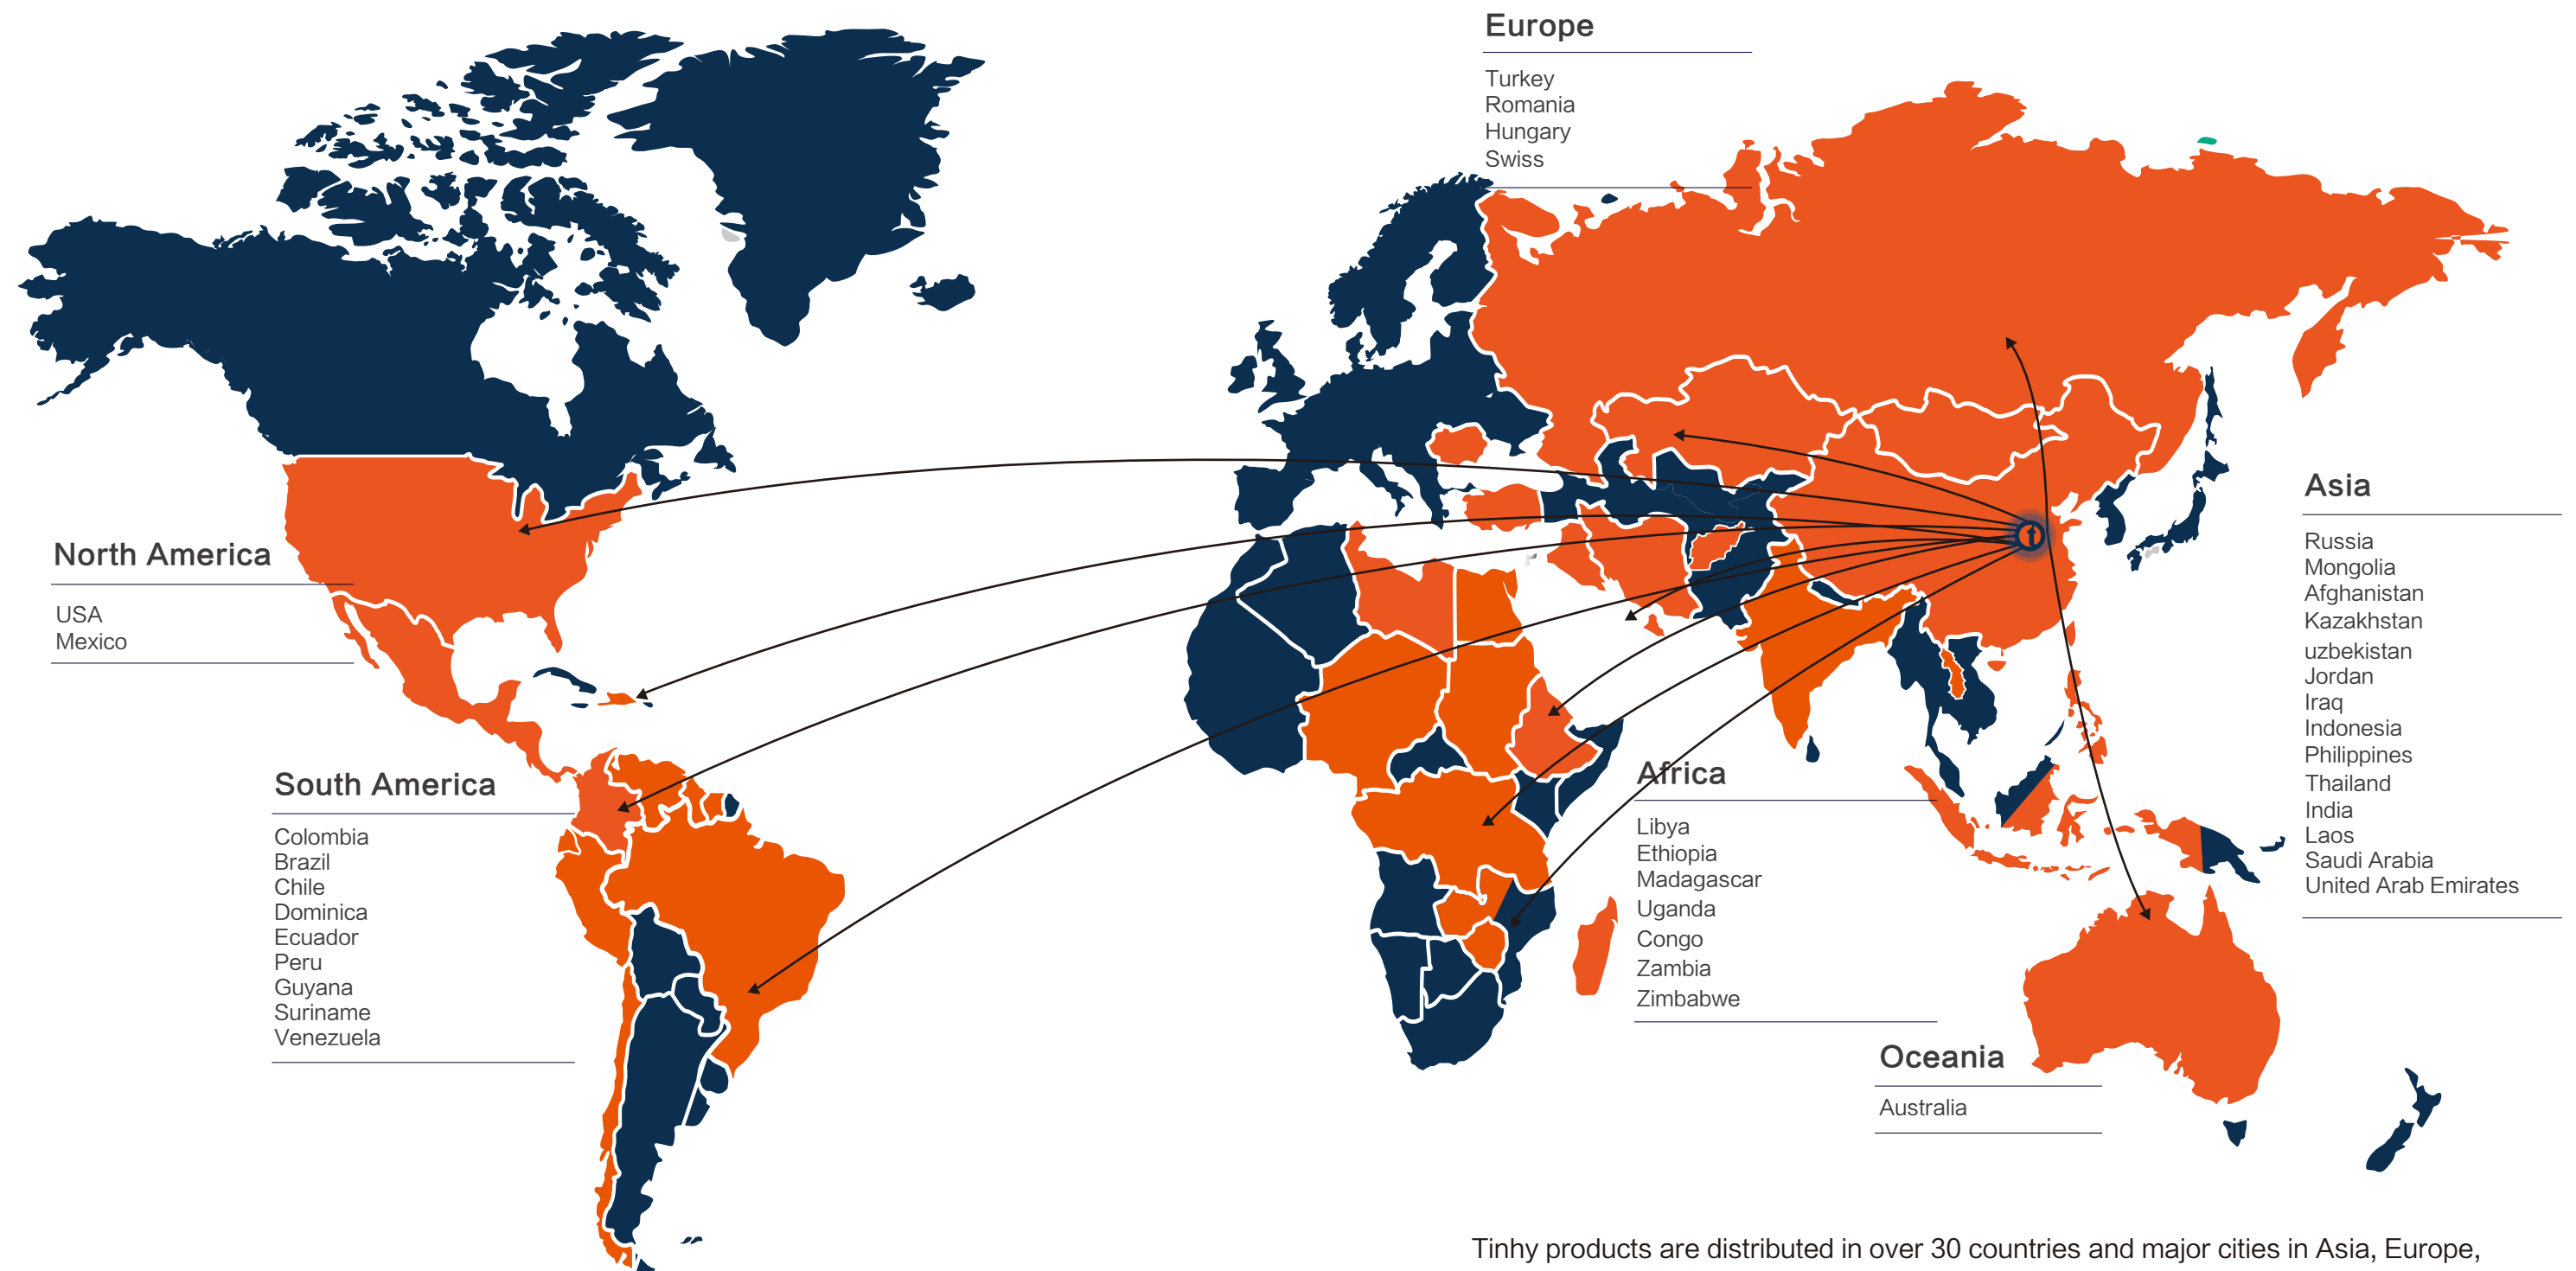 Europe
Turkey
Romania
Hungary
Swiss
North America
USA
Mexico
South America
Colombia
Brazil
Chile
Dominica
Ecuador
Peru
Guyana
Suriname
Venezuela
Africa
Libya
Ethiopia
Madagascar
Uganda
Congo
Zambia
Zimbabwe
Asia
Russia
Mongolia
Afghanistan
Kazakhstan
uzbekistan
Jordan
Iraq
Indonesia
Philippines
Thailand
India
Laos
Saudi Arabia
United Arab Emirates
Oceania
Australia
Tinhy products are distributed in over 30 countries and major cities in Asia, Europe,